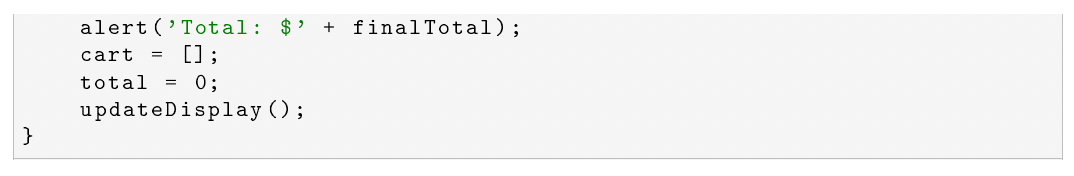 alert('Total: $' + finalTotal);
    cart = [];
    total = 0;
    updateDisplay();
}